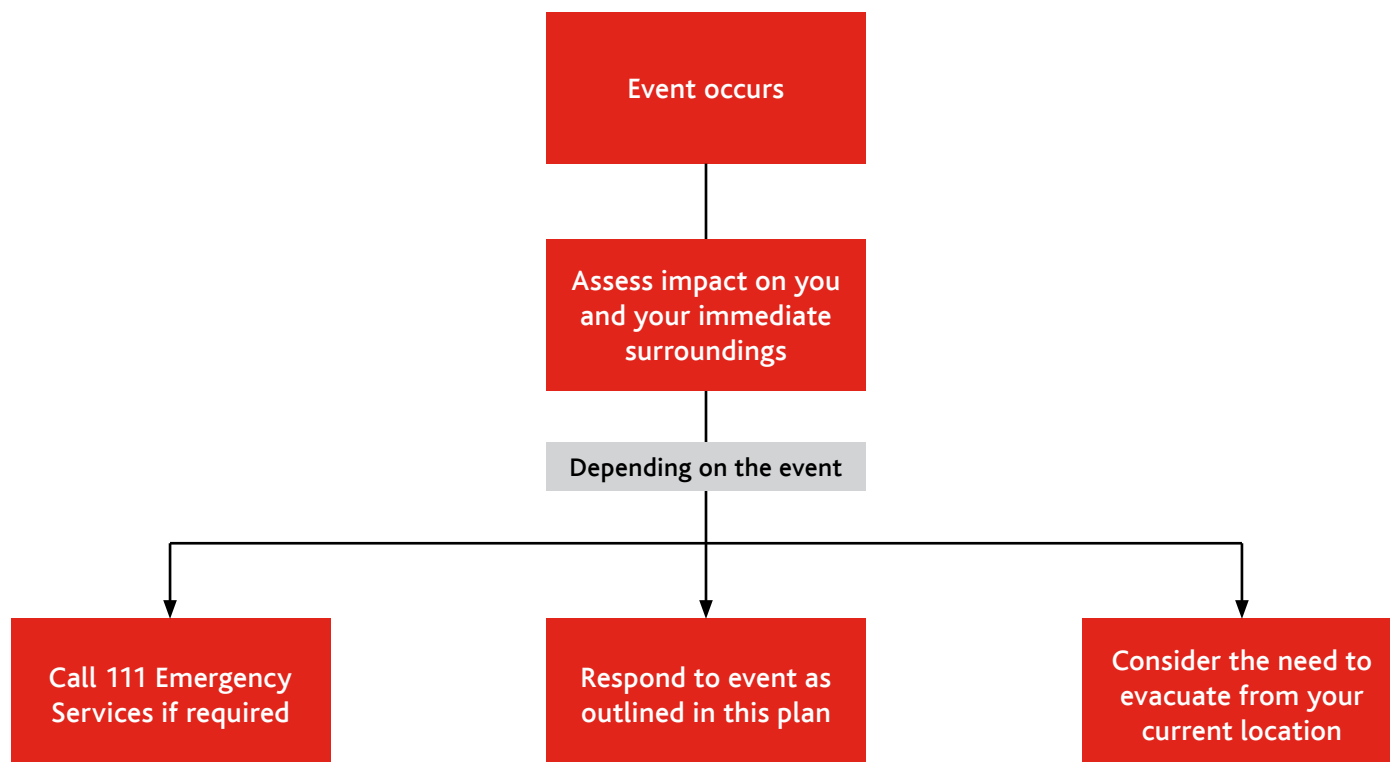 Event occurs
Assess impact on you
and your immediate
surroundings
Depending on the event
Call 111 Emergency
Services if required
Respond to event as
outlined in this plan
Consider the need to
evacuate from your
current location